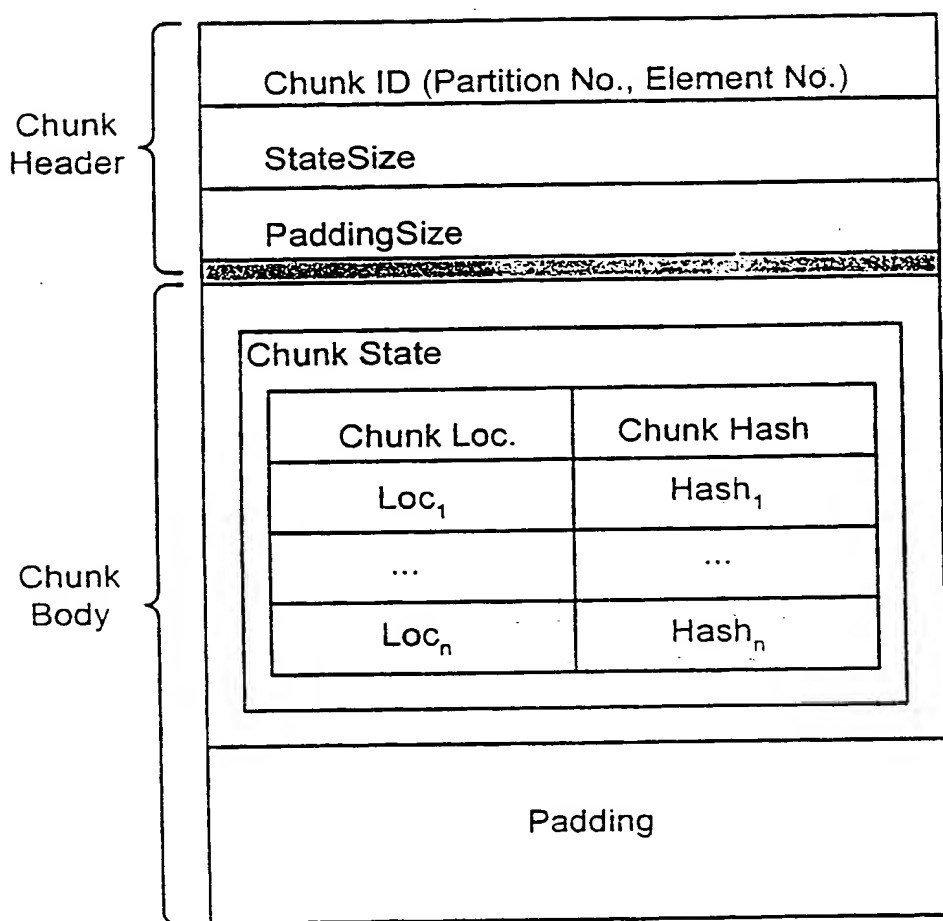 Chunk ID (Partition No., Element No.)
Chunk
Header
StateSize
PaddingSize
Chunk State
Chunk Loc.	Chunk Hash
Loc₁	Hash₁
...	...
Chunk
Body
Locₙ	Hashₙ
Padding